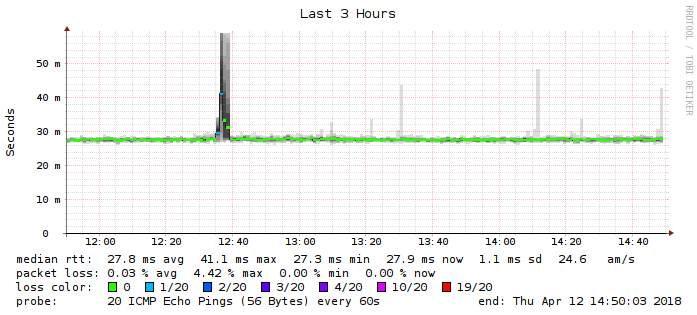 Last 3 Hours
RRDTOOL / TOBI OETIKER
Seconds
50 m
40 m
30 m
20 m
10 m
0
12:00 12:20 12:40 13:00 13:20 13:40 14:00 14:20 14:40
median rtt: 27.8 ms avg 41.1 ms max 27.3 ms min 27.9 ms now 1.1 ms sd 24.6 am/s
packet loss: 0.03 % avg 4.42 % max 0.00 % min 0.00 % now
loss color: 0 1/20 2/20 3/20 4/20 10/20 19/20
probe: 20 ICMP Echo Pings (56 Bytes) every 60s end: Thu Apr 12 14:50:03 2018